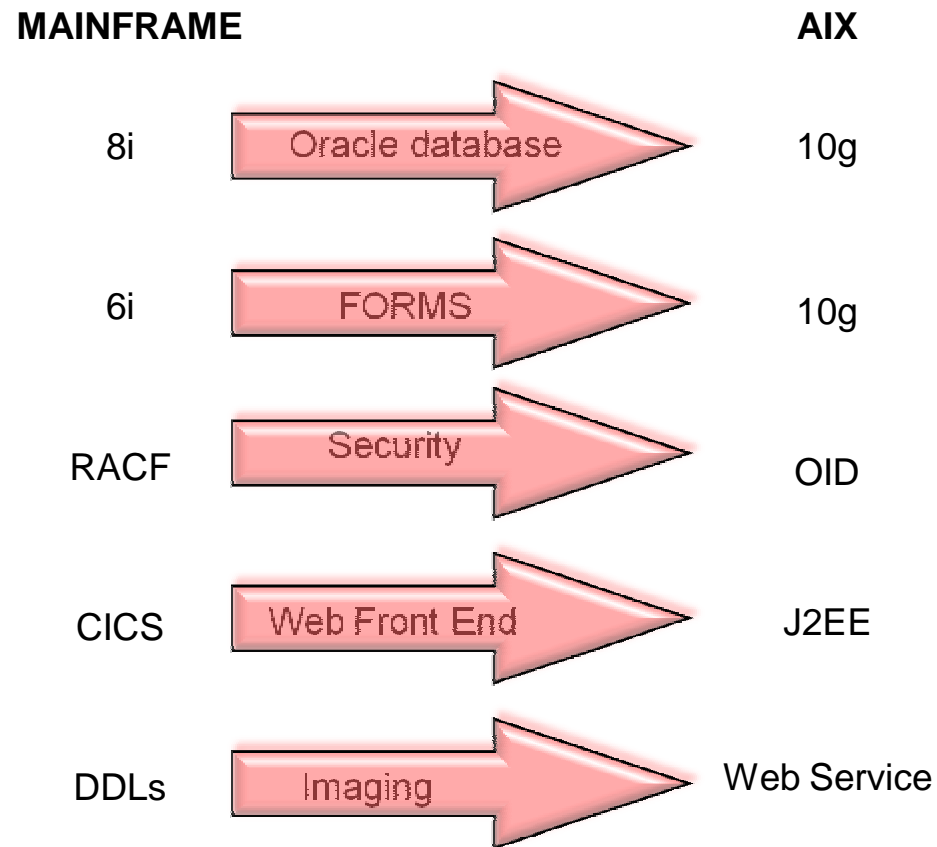 MAINFRAME AIX
8i Oracle database 10g
6i FORMS 10g
RACF Security OID
CICS Web Front End J2EE
DDLs Imaging Web Service